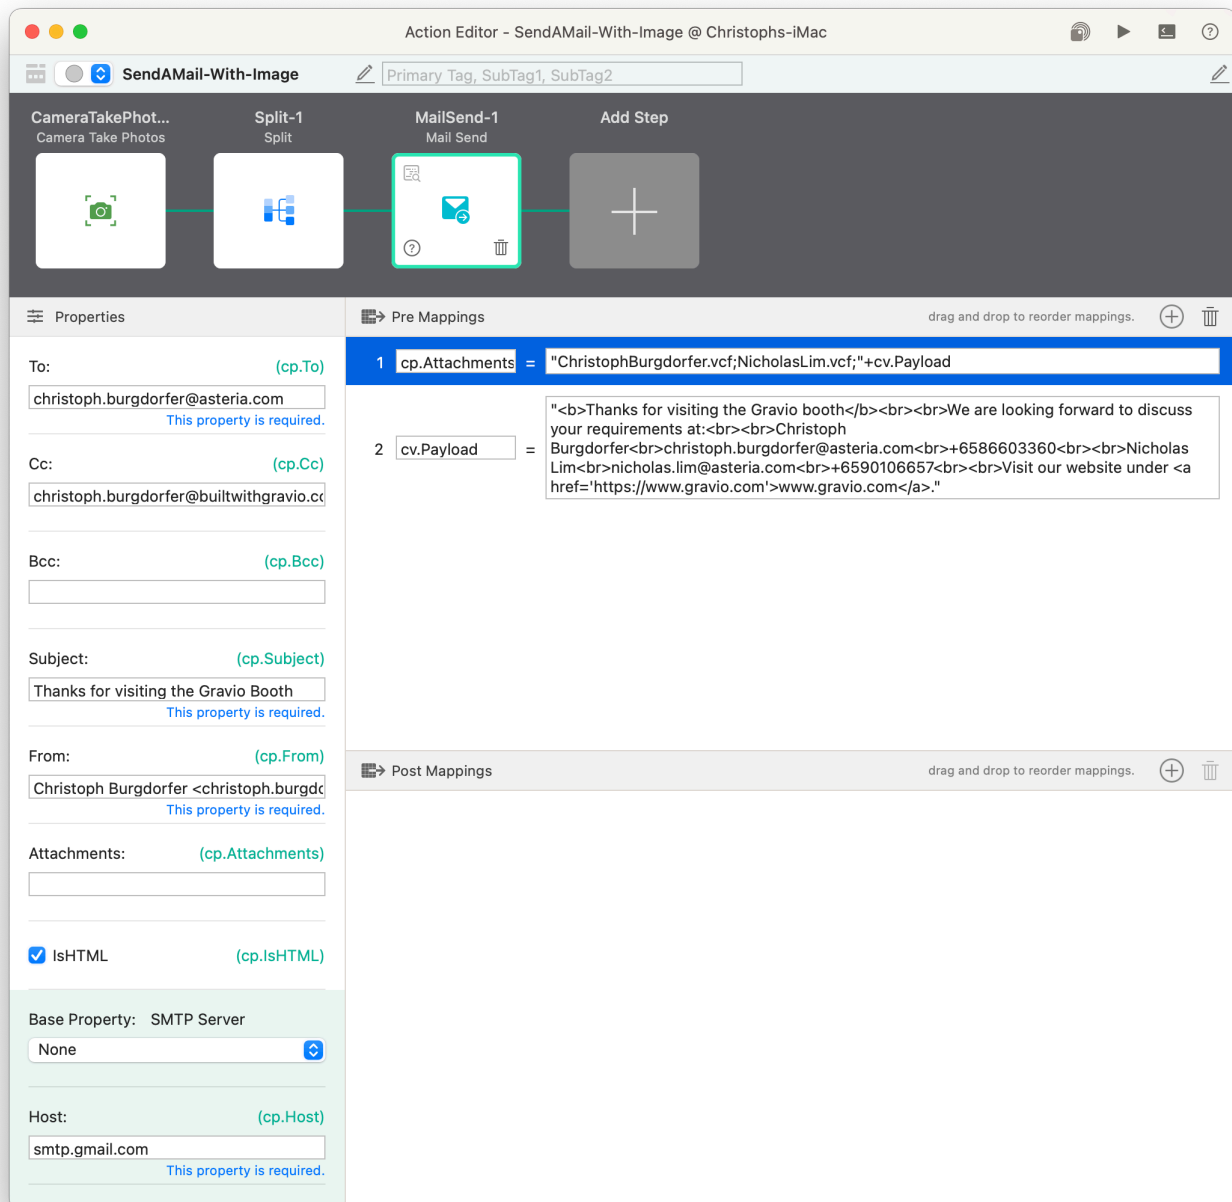 Action Editor - SendAMail-With-Image @ Christophs-iMac
SendAMail-With-Image
Primary Tag, SubTag1, SubTag2
CameraTakePhot...
Camera Take Photos
Split-1
Split
MailSend-1
Mail Send
Add Step
Properties
To: (cp.To)
christoph.burgdorfer@asteria.com
This property is required.
Cc: (cp.Cc)
christoph.burgdorfer@builtwithgravio.co
Bcc: (cp.Bcc)
Subject: (cp.Subject)
Thanks for visiting the Gravio Booth
This property is required.
From: (cp.From)
Christoph Burgdorfer <christoph.burgdo
This property is required.
Attachments: (cp.Attachments)
IsHTML (cp.IsHTML)
Base Property: SMTP Server
None
Host: (cp.Host)
smtp.gmail.com
This property is required.
Pre Mappings
drag and drop to reorder mappings.
1 cp.Attachments = "ChristophBurgdorfer.vcf;NicholasLim.vcf;"+cv.Payload
2 cv.Payload =
"<b>Thanks for visiting the Gravio booth</b><br><br>We are looking forward to discuss
your requirements at:<br><br>Christoph
Burgdorfer<br>christoph.burgdorfer@asteria.com<br>+6586603360<br><br>Nicholas
Lim<br>nicholas.lim@asteria.com<br>+6590106657<br><br>Visit our website under <a
href='https://www.gravio.com'>www.gravio.com</a>."
Post Mappings
drag and drop to reorder mappings.